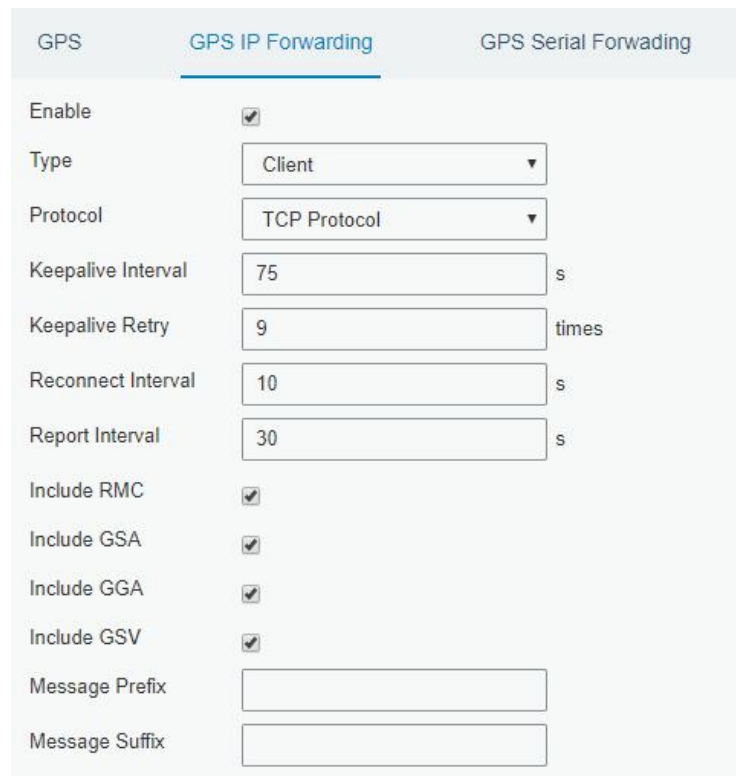 GPS GPS IP Forwarding GPS Serial Forwading
Enable
Type Client
Protocol TCP Protocol
Keepalive Interval 75 s
Keepalive Retry 9 times
Reconnect Interval 10 s
Report Interval 30 s
Include RMC
Include GSA
Include GGA
Include GSV
Message Prefix
Message Suffix